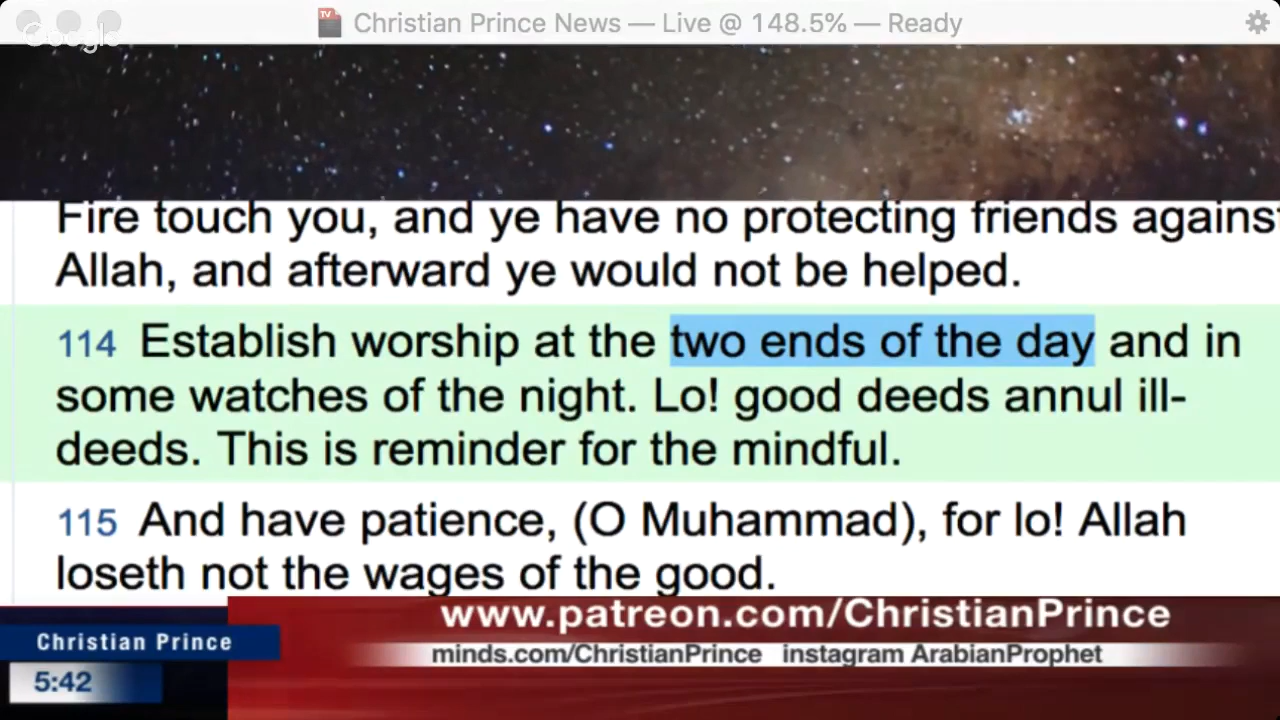 Christian Prince News — Live @ 148.5% — Ready
Google
Fire touch you, and ye have no protecting friends against
Allah, and afterward ye would not be helped.
114 Establish worship at the two ends of the day and in
some watches of the night. Lo! good deeds annul ill-
deeds. This is reminder for the mindful.
115 And have patience, (O Muhammad), for lo! Allah
loseth not the wages of the good.
www.patreon.com/ChristianPrince
Christian Prince
minds.com/ChristianPrince instagram ArabianProphet
5:42